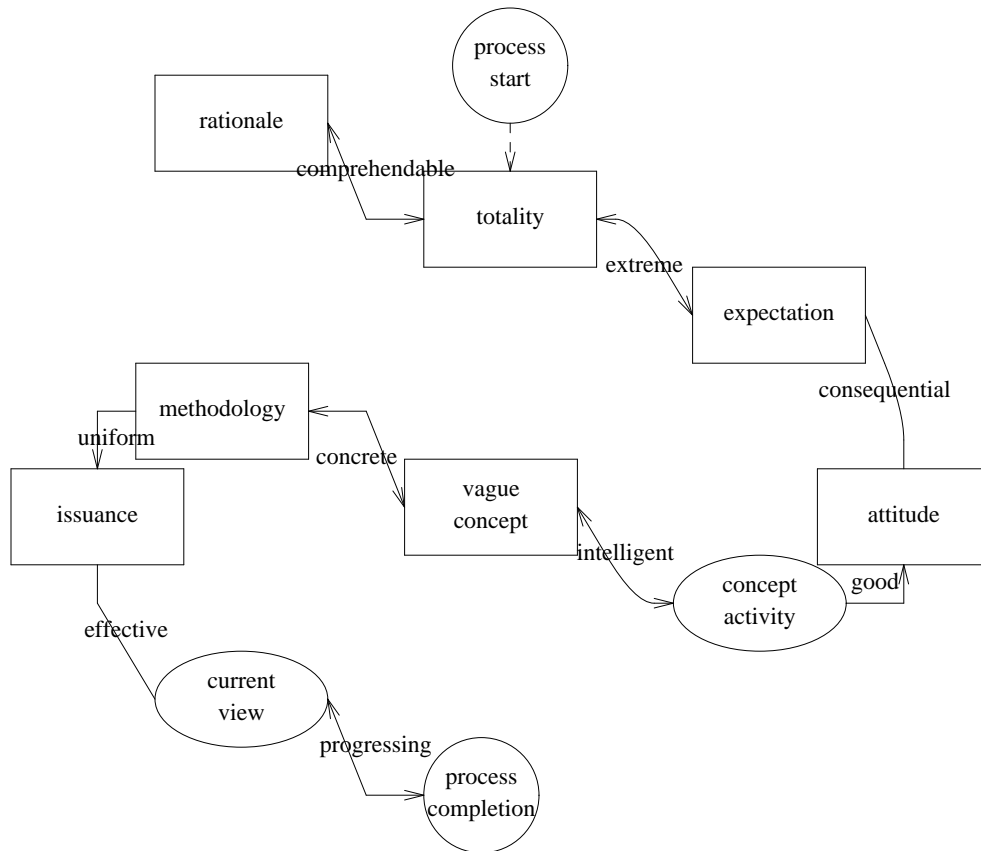 process
start
rationale
comprehendable
totality
extreme
expectation
consequential
methodology
uniform
concrete
vague
concept
issuance
attitude
intelligent
concept
activity
good
effective
current
view
progressing
process
completion